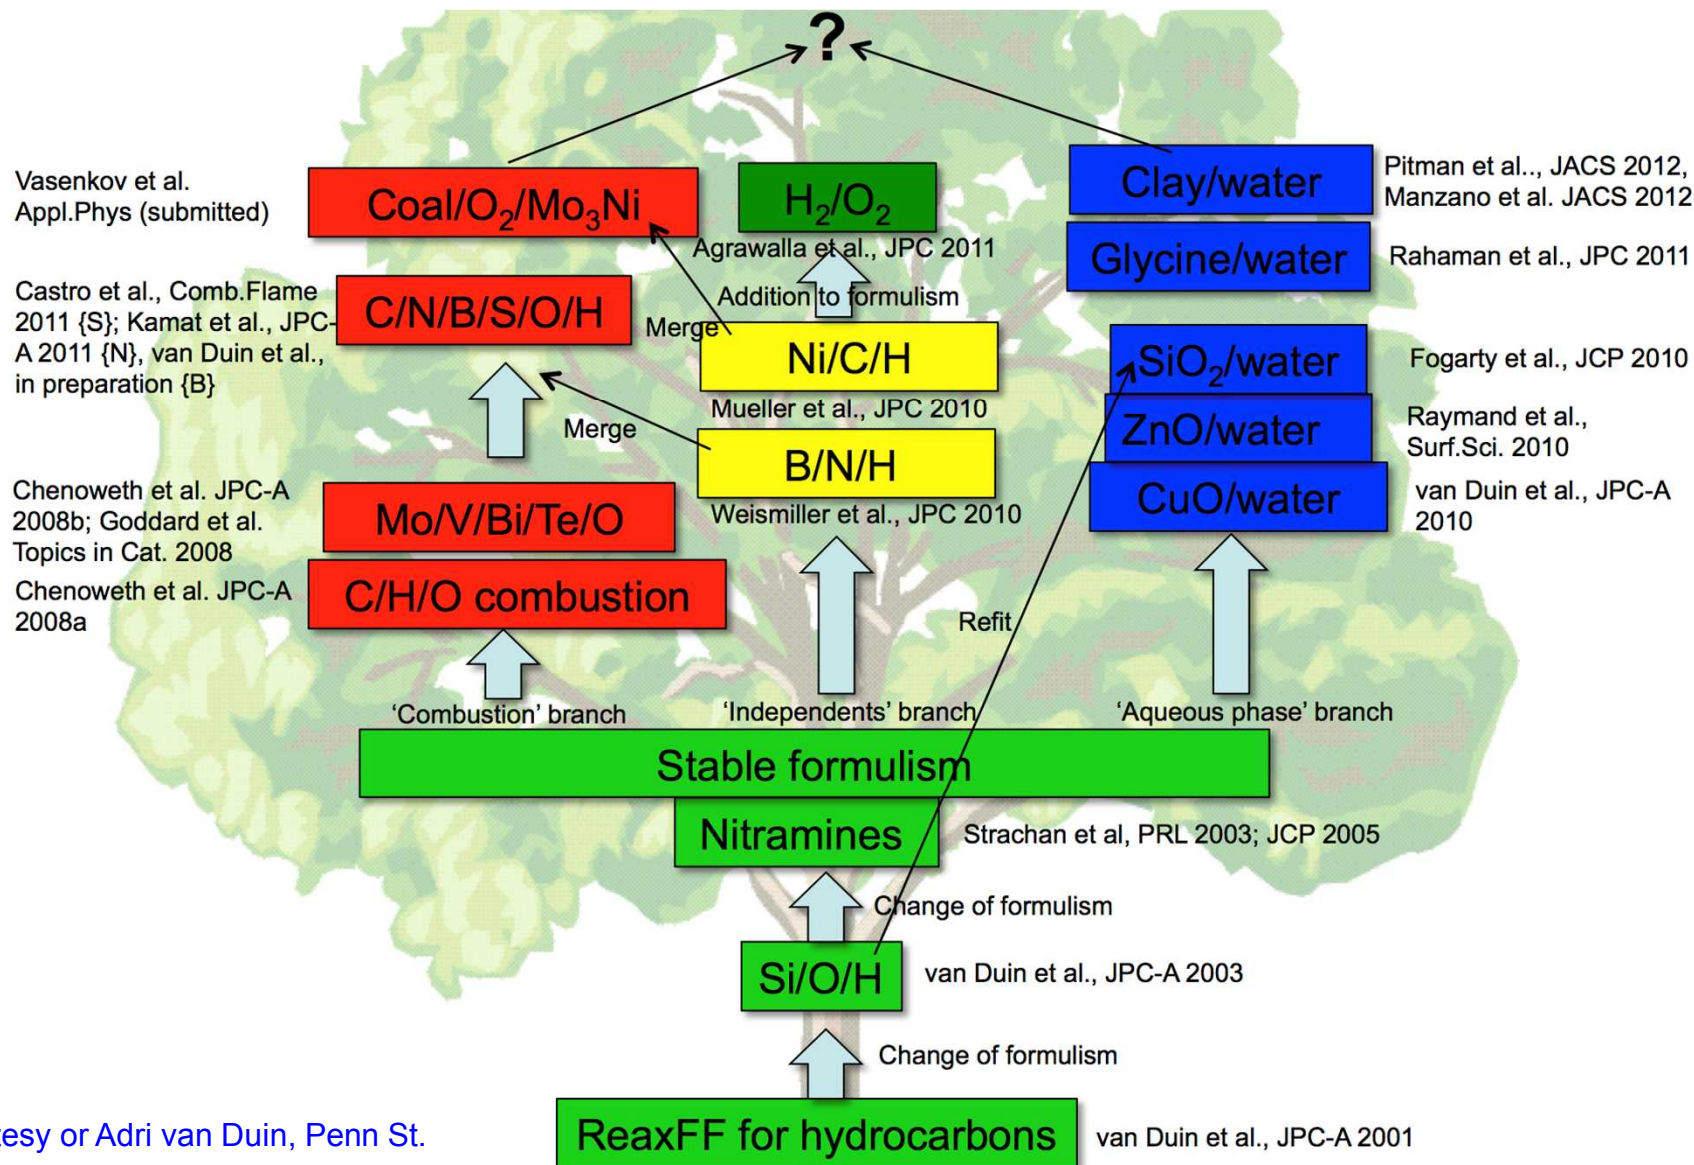 ?
Vasenkov et al.
Appl.Phys (submitted)
Coal/O₂/Mo₃Ni
H₂/O₂
Agrawalla et al., JPC 2011
Clay/water
Pitman et al.., JACS 2012,
Manzano et al. JACS 2012
Glycine/water
Rahaman et al., JPC 2011
Castro et al., Comb.Flame
2011 {S}; Kamat et al., JPC-
A 2011 {N}, van Duin et al.,
in preparation {B}
C/N/B/S/O/H
Addition to formulism
Merge
Ni/C/H
Mueller et al., JPC 2010
SiO₂/water
Fogarty et al., JCP 2010
Merge
B/N/H
Weismiller et al., JPC 2010
ZnO/water
Raymand et al.,
Surf.Sci. 2010
CuO/water
van Duin et al., JPC-A
2010
Chenoweth et al. JPC-A
2008b; Goddard et al.
Topics in Cat. 2008
Mo/V/Bi/Te/O
Chenoweth et al. JPC-A
2008a
C/H/O combustion
Refit
‘Combustion’ branch
‘Independents’ branch
‘Aqueous phase’ branch
Stable formulism
Nitramines
Strachan et al, PRL 2003; JCP 2005
Change of formulism
Si/O/H
van Duin et al., JPC-A 2003
Change of formulism
ReaxFF for hydrocarbons
van Duin et al., JPC-A 2001
tesy or Adri van Duin, Penn St.